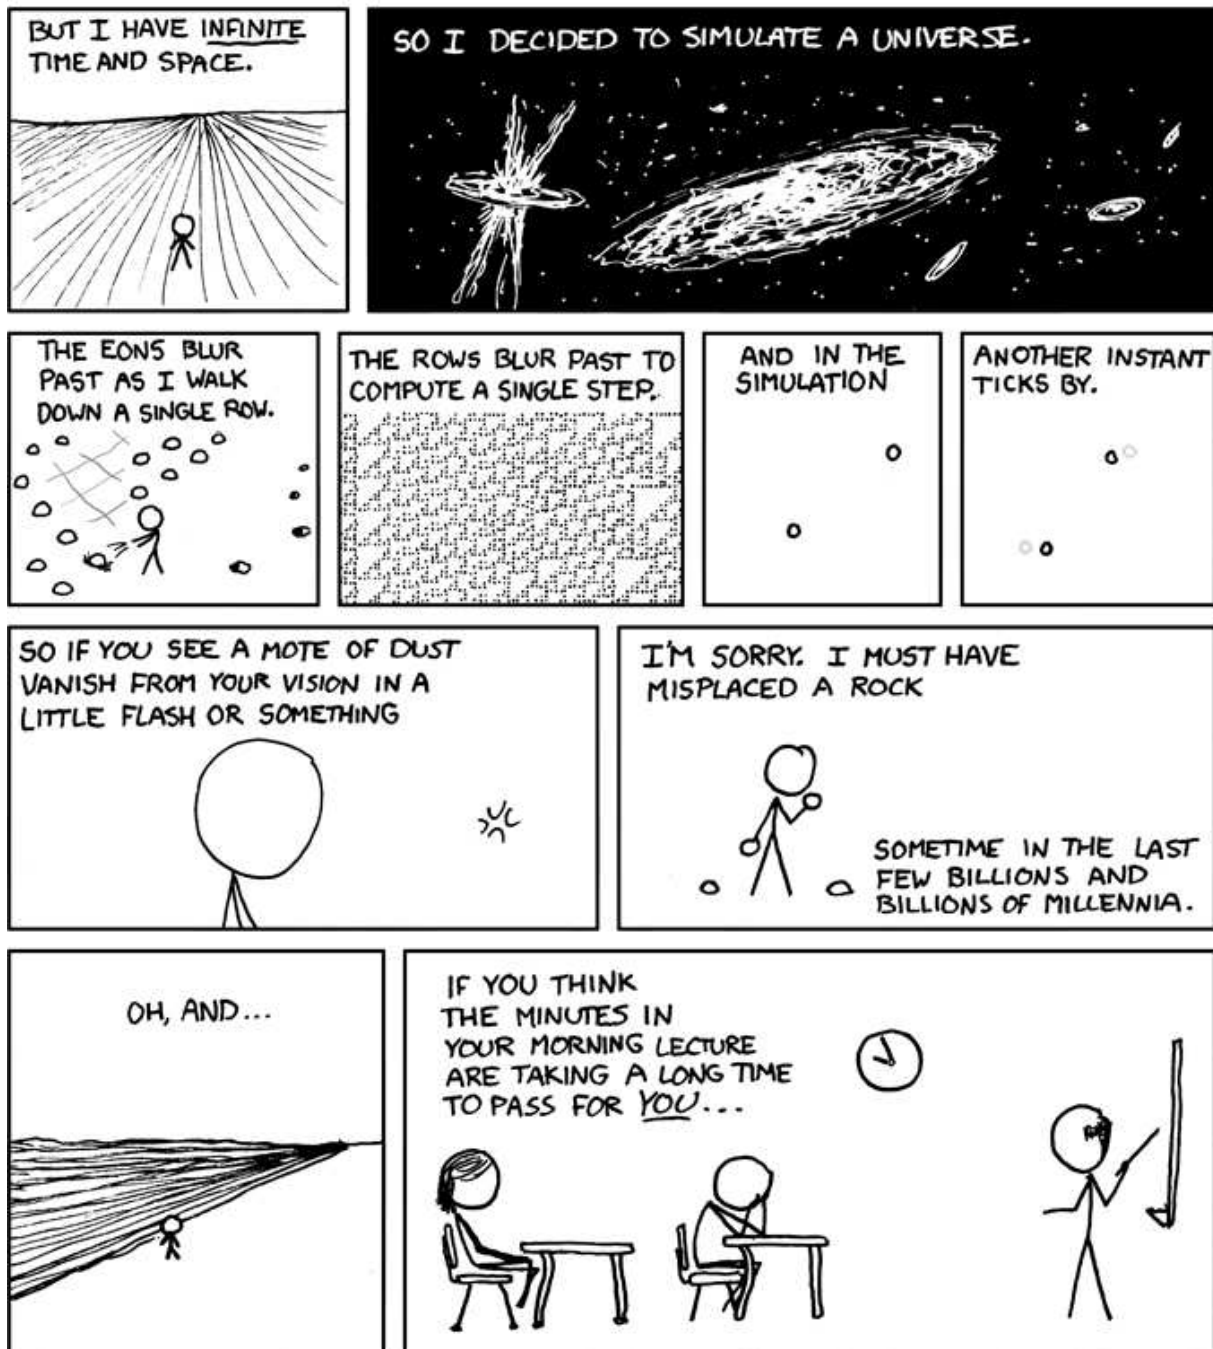 BUT I HAVE INFINITE
TIME AND SPACE.
SO I DECIDED TO SIMULATE A UNIVERSE.
THE EONS BLUR
PAST AS I WALK
DOWN A SINGLE ROW.
THE ROWS BLUR PAST TO
COMPUTE A SINGLE STEP.
AND IN THE
SIMULATION
ANOTHER INSTANT
TICKS BY.
SO IF YOU SEE A MOTE OF DUST
VANISH FROM YOUR VISION IN A
LITTLE FLASH OR SOMETHING
I'M SORRY. I MUST HAVE
MISPLACED A ROCK
SOMETIME IN THE LAST
FEW BILLIONS AND
BILLIONS OF MILLENNIA.
OH, AND...
IF YOU THINK
THE MINUTES IN
YOUR MORNING LECTURE
ARE TAKING A LONG TIME
TO PASS FOR YOU...